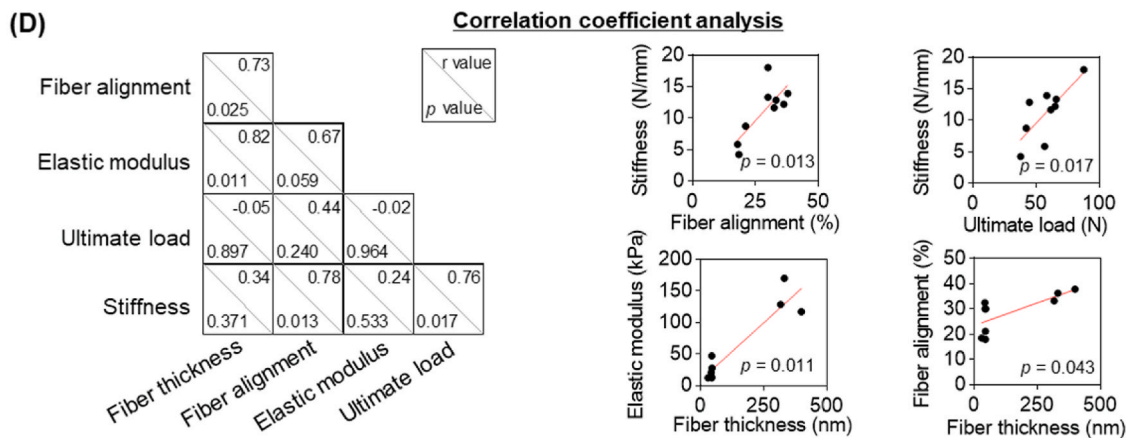 (D)
Correlation coefficient analysis
r value
p value
Fiber alignment
0.73
0.025
Elastic modulus
0.82
0.67
0.011
0.059
Ultimate load
-0.05
0.44
-0.02
0.897
0.240
0.964
Stiffness
0.34
0.78
0.24
0.76
0.371
0.013
0.533
0.017
Fiber thickness
Fiber alignment
Elastic modulus
Ultimate load
Stiffness (N/mm)
20
15
10
5
0
p = 0.013
0
25
50
Fiber alignment (%)
Stiffness (N/mm)
20
15
10
5
0
p = 0.017
0
50
100
Ultimate load (N)
Elastic modulus (kPa)
200
150
100
50
0
p = 0.011
0
250
500
Fiber thickness (nm)
Fiber alignment (%)
50
40
30
20
10
0
p = 0.043
0
250
500
Fiber thickness (nm)